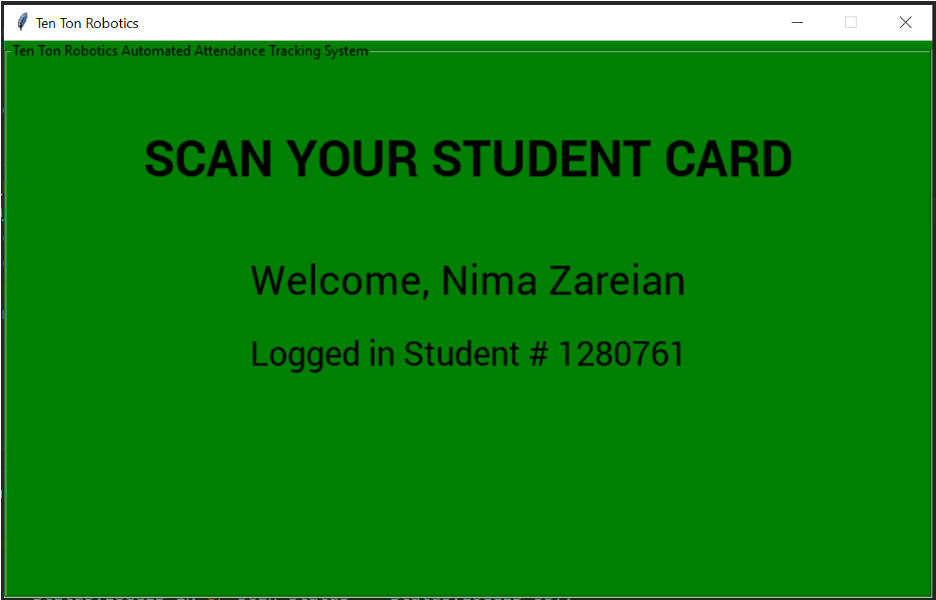 Ten Ton Robotics
Ten Ton Robotics Automated Attendance Tracking System
SCAN YOUR STUDENT CARD
Welcome, Nima Zareian
Logged in Student # 1280761